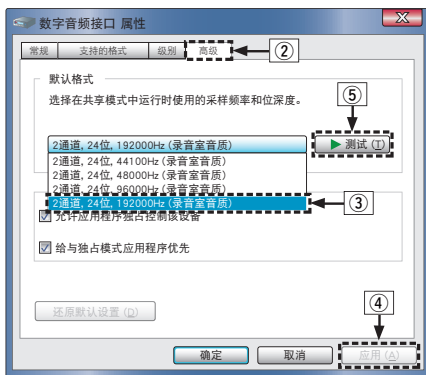 数字音频接口 属性
常规 支持的格式 级别 高级 ②
默认格式
选择在共享模式中运行时使用的采样频率和位深度。
⑤
2通道, 24位, 192000Hz (录音室音质) 测试 (T)
2通道, 24位, 44100Hz (录音室音质)
2通道, 24位, 48000Hz (录音室音质)
2通道, 24位, 96000Hz (录音室音质)
2通道, 24位, 192000Hz (录音室音质) ③
允许应用程序独占控制该设备
给与独占模式应用程序优先
还原默认设置 (D)
④
确定 取消 应用 (A)